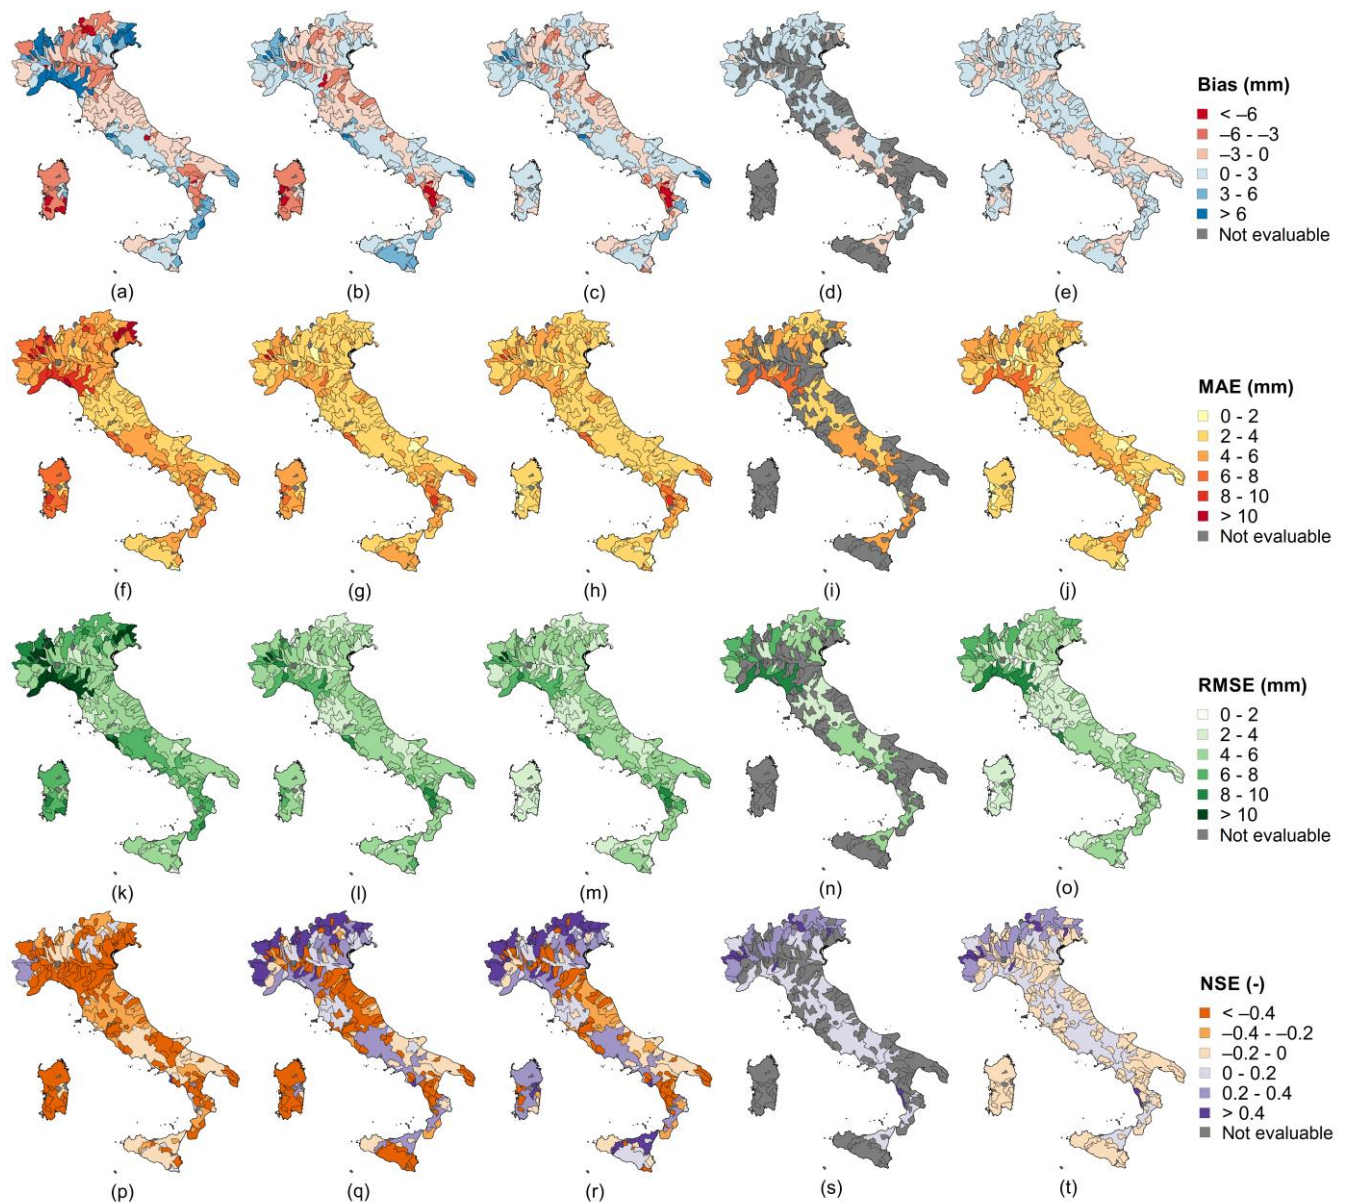 Bias (mm)
< –6
–6 - –3
–3 - 0
0 - 3
3 - 6
> 6
Not evaluable
(a) (b) (c) (d) (e)
MAE (mm)
0 - 2
2 - 4
4 - 6
6 - 8
8 - 10
> 10
Not evaluable
(f) (g) (h) (i) (j)
RMSE (mm)
0 - 2
2 - 4
4 - 6
6 - 8
8 - 10
> 10
Not evaluable
(k) (l) (m) (n) (o)
NSE (-)
< –0.4
–0.4 - –0.2
–0.2 - 0
0 - 0.2
0.2 - 0.4
> 0.4
Not evaluable
(p) (q) (r) (s) (t)